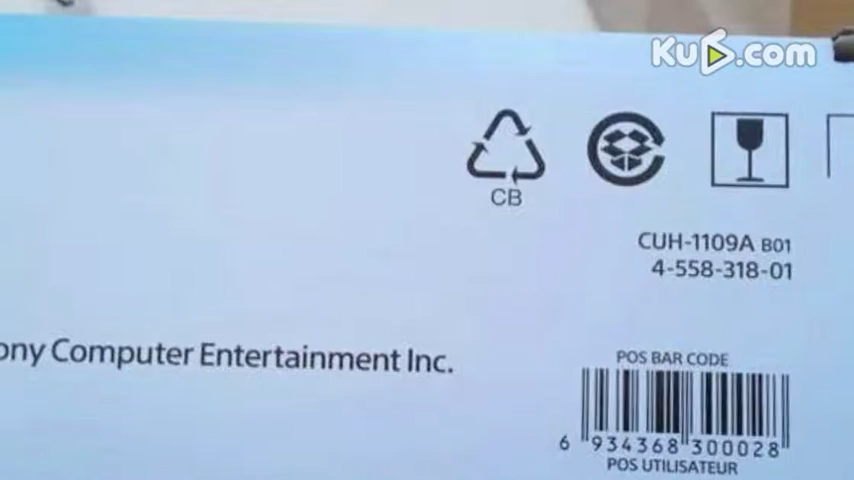 Ku6.com
CB
CUH-1109A B01
4-558-318-01
ony Computer Entertainment Inc.
POS BAR CODE
6 934368 300028
POS UTILISATEUR